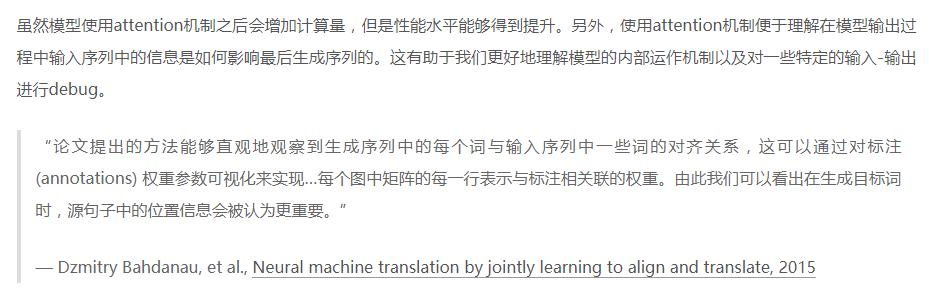 虽然模型使用attention机制之后会增加计算量，但是性能水平能够得到提升。另外，使用attention机制便于理解在模型输出过
程中输入序列中的信息是如何影响最后生成序列的。这有助于我们更好地理解模型的内部运作机制以及对一些特定的输入-输出
进行debug。
“论文提出的方法能够直观地观察到生成序列中的每个词与输入序列中一些词的对齐关系，这可以通过对标注
(annotations) 权重参数可视化来实现…每个图中矩阵的每一行表示与标注相关联的权重。由此我们可以看出在生成目标词
时，源句子中的位置信息会被认为更重要。”
— Dzmitry Bahdanau, et al., Neural machine translation by jointly learning to align and translate, 2015